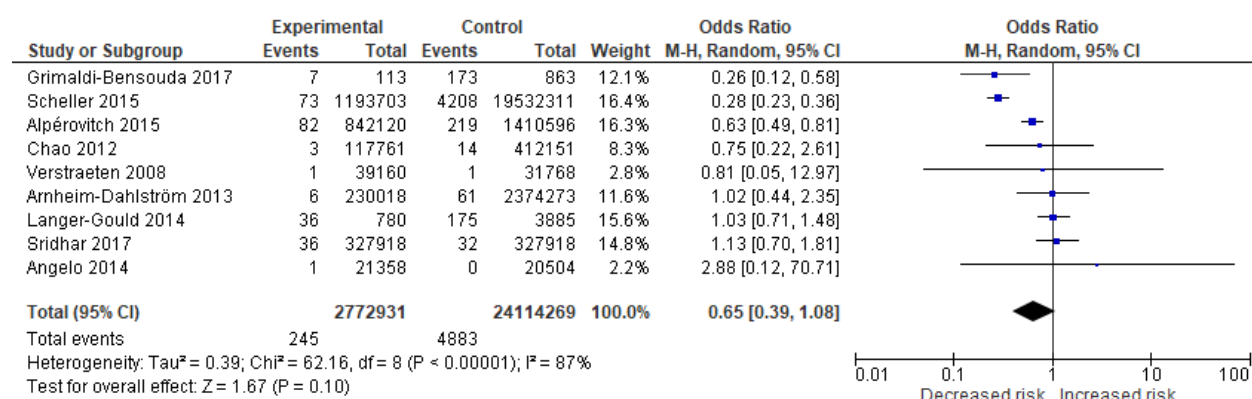 Experimental Control Odds Ratio Odds Ratio
Study or Subgroup Events Total Events Total Weight M-H, Random, 95% CI M-H, Random, 95% CI
Grimaldi-Bensouda 2017 7 113 173 863 12.1% 0.26 [0.12, 0.58]
Scheller 2015 73 1193703 4208 19532311 16.4% 0.28 [0.23, 0.36]
Alpérovitch 2015 82 842120 219 1410596 16.3% 0.63 [0.49, 0.81]
Chao 2012 3 117761 14 412151 8.3% 0.75 [0.22, 2.61]
Verstraeten 2008 1 39160 1 31768 2.8% 0.81 [0.05, 12.97]
Arnheim-Dahlström 2013 6 230018 61 2374273 11.6% 1.02 [0.44, 2.35]
Langer-Gould 2014 36 780 175 3885 15.6% 1.03 [0.71, 1.48]
Sridhar 2017 36 327918 32 327918 14.8% 1.13 [0.70, 1.81]
Angelo 2014 1 21358 0 20504 2.2% 2.88 [0.12, 70.71]
Total (95% CI) 2772931 24114269 100.0% 0.65 [0.39, 1.08]
Total events 245 4883
Heterogeneity: Tau² = 0.39; Chi² = 62.16, df = 8 (P < 0.00001); I² = 87%
Test for overall effect: Z = 1.67 (P = 0.10)
0.01 0.1 1 10 100
Decreased risk Increased risk